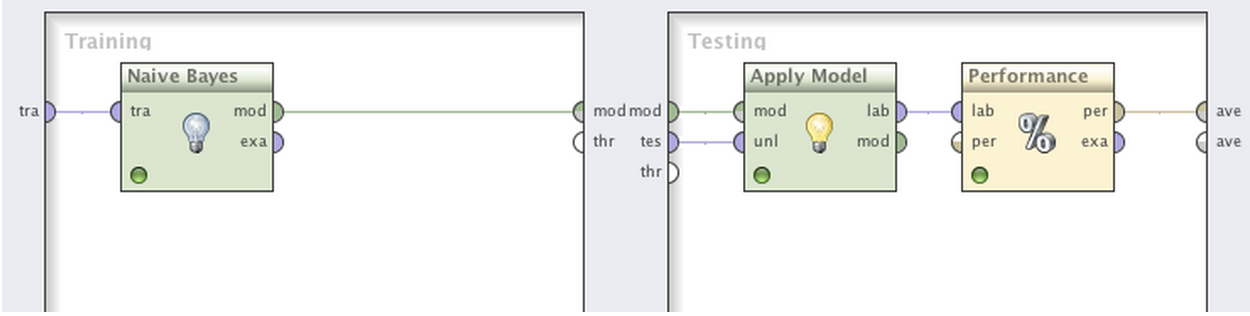 Training
Naive Bayes
tra
tra
mod
exa
mod
thr
Testing
mod
tes
thr
Apply Model
mod
unl
lab
mod
Performance
lab
per
%
per
exa
ave
ave